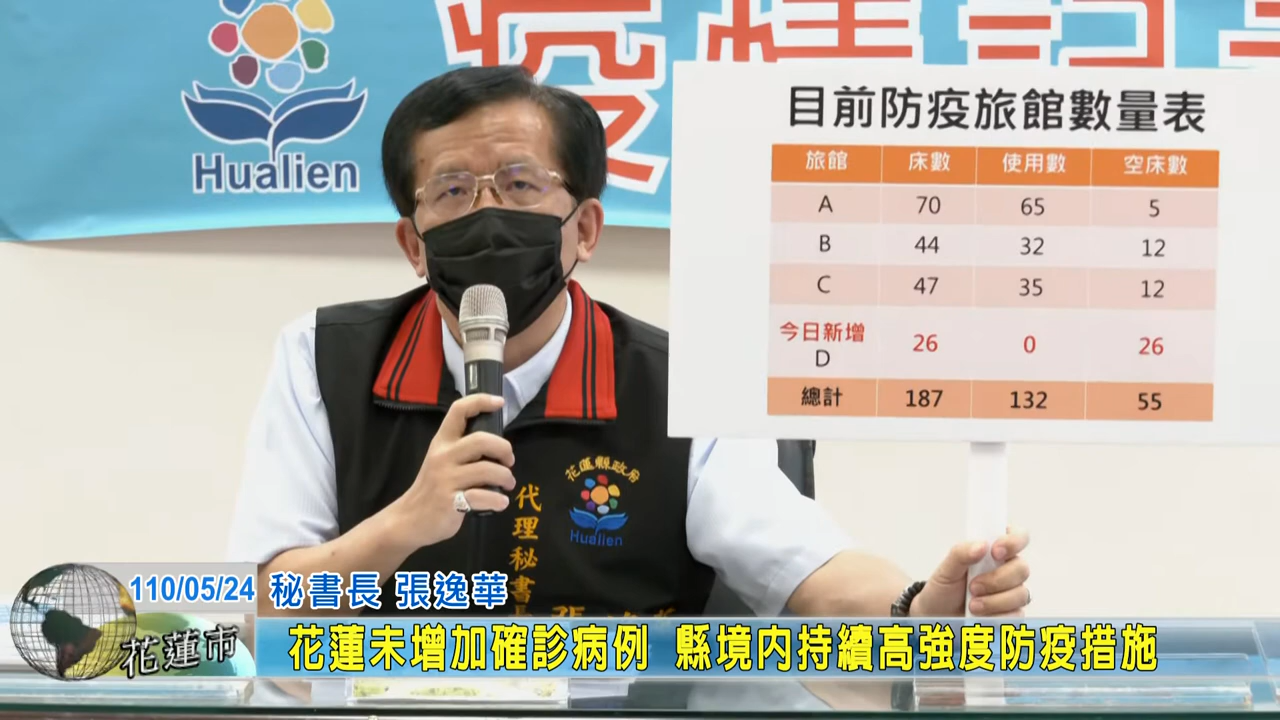 Hualien
目前防疫旅館數量表
旅館 床數 使用數 空床數
A 70 65 5
B 44 32 12
C 47 35 12
今日新增
D 26 0 26
總計 187 132 55
花蓮縣政府
Hualien
代理秘書長
張
110/05/24 秘書長 張逸華
花蓮市
花蓮未增加確診病例 縣境內持續高強度防疫措施